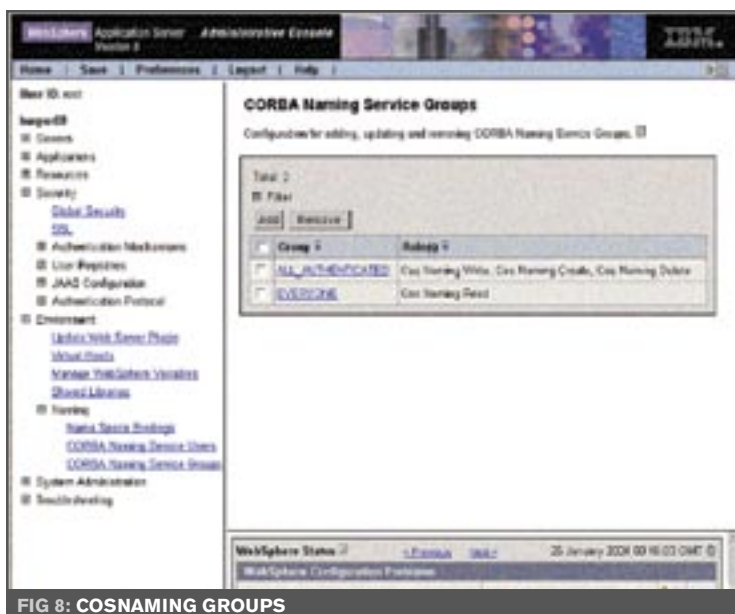 WebSphere Application Server Administrative Console
Version 5
IBM
Home | Save | Preferences | Logout | Help |
User ID: root
Servers
Applications
Resources
Security
Global Security
SSL
Authentication Mechanisms
User Registries
JAAS Configuration
Authentication Protocol
Environment
Update Web Server Plugin
Virtual Hosts
Manage WebSphere Variables
Shared Libraries
Naming
Name Space Bindings
CORBA Naming Service Users
CORBA Naming Service Groups
System Administration
Troubleshooting
CORBA Naming Service Groups
Configuration for adding, updating and removing CORBA Naming Service Groups.
Total: 2
Filter
Add Remove
Group Roles
ALL_AUTHENTICATED Cos Naming Write, Cos Naming Create, Cos Naming Delete
EVERYONE Cos Naming Read
WebSphere Status < Previous Next >
WebSphere Configuration Problems
FIG 8: COSNAMING GROUPS